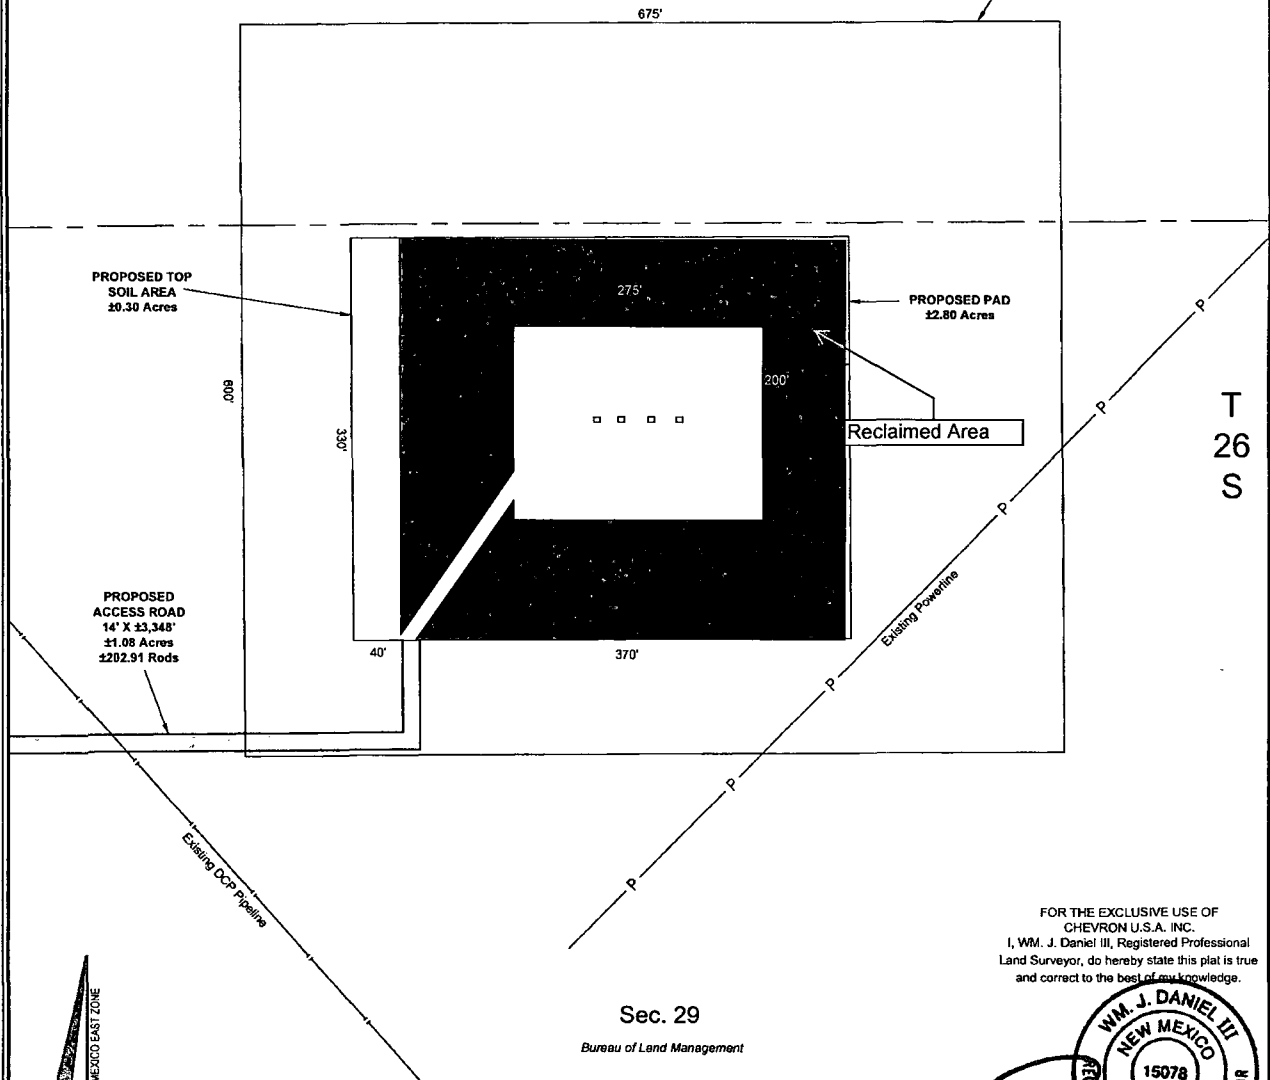 675'
PROPOSED TOP
SOIL AREA
±0.30 Acres
275'
PROPOSED PAD
±2.80 Acres
P
600'
200'
P
T
26
S
330'
Reclaimed Area
P
Existing Powerline
PROPOSED
ACCESS ROAD
14' X ±3,348'
±1.08 Acres
±202.91 Rods
40'
370'
P
P
Existing DCP Pipeline
P
FOR THE EXCLUSIVE USE OF
CHEVRON U.S.A. INC.
I, WM. J. Daniel III, Registered Professional
Land Surveyor, do hereby state this plat is true
and correct to the best of my knowledge.
MEXICO EAST ZONE
Sec. 29
Bureau of Land Management
WM. J. DANIEL III
NEW MEXICO
15078